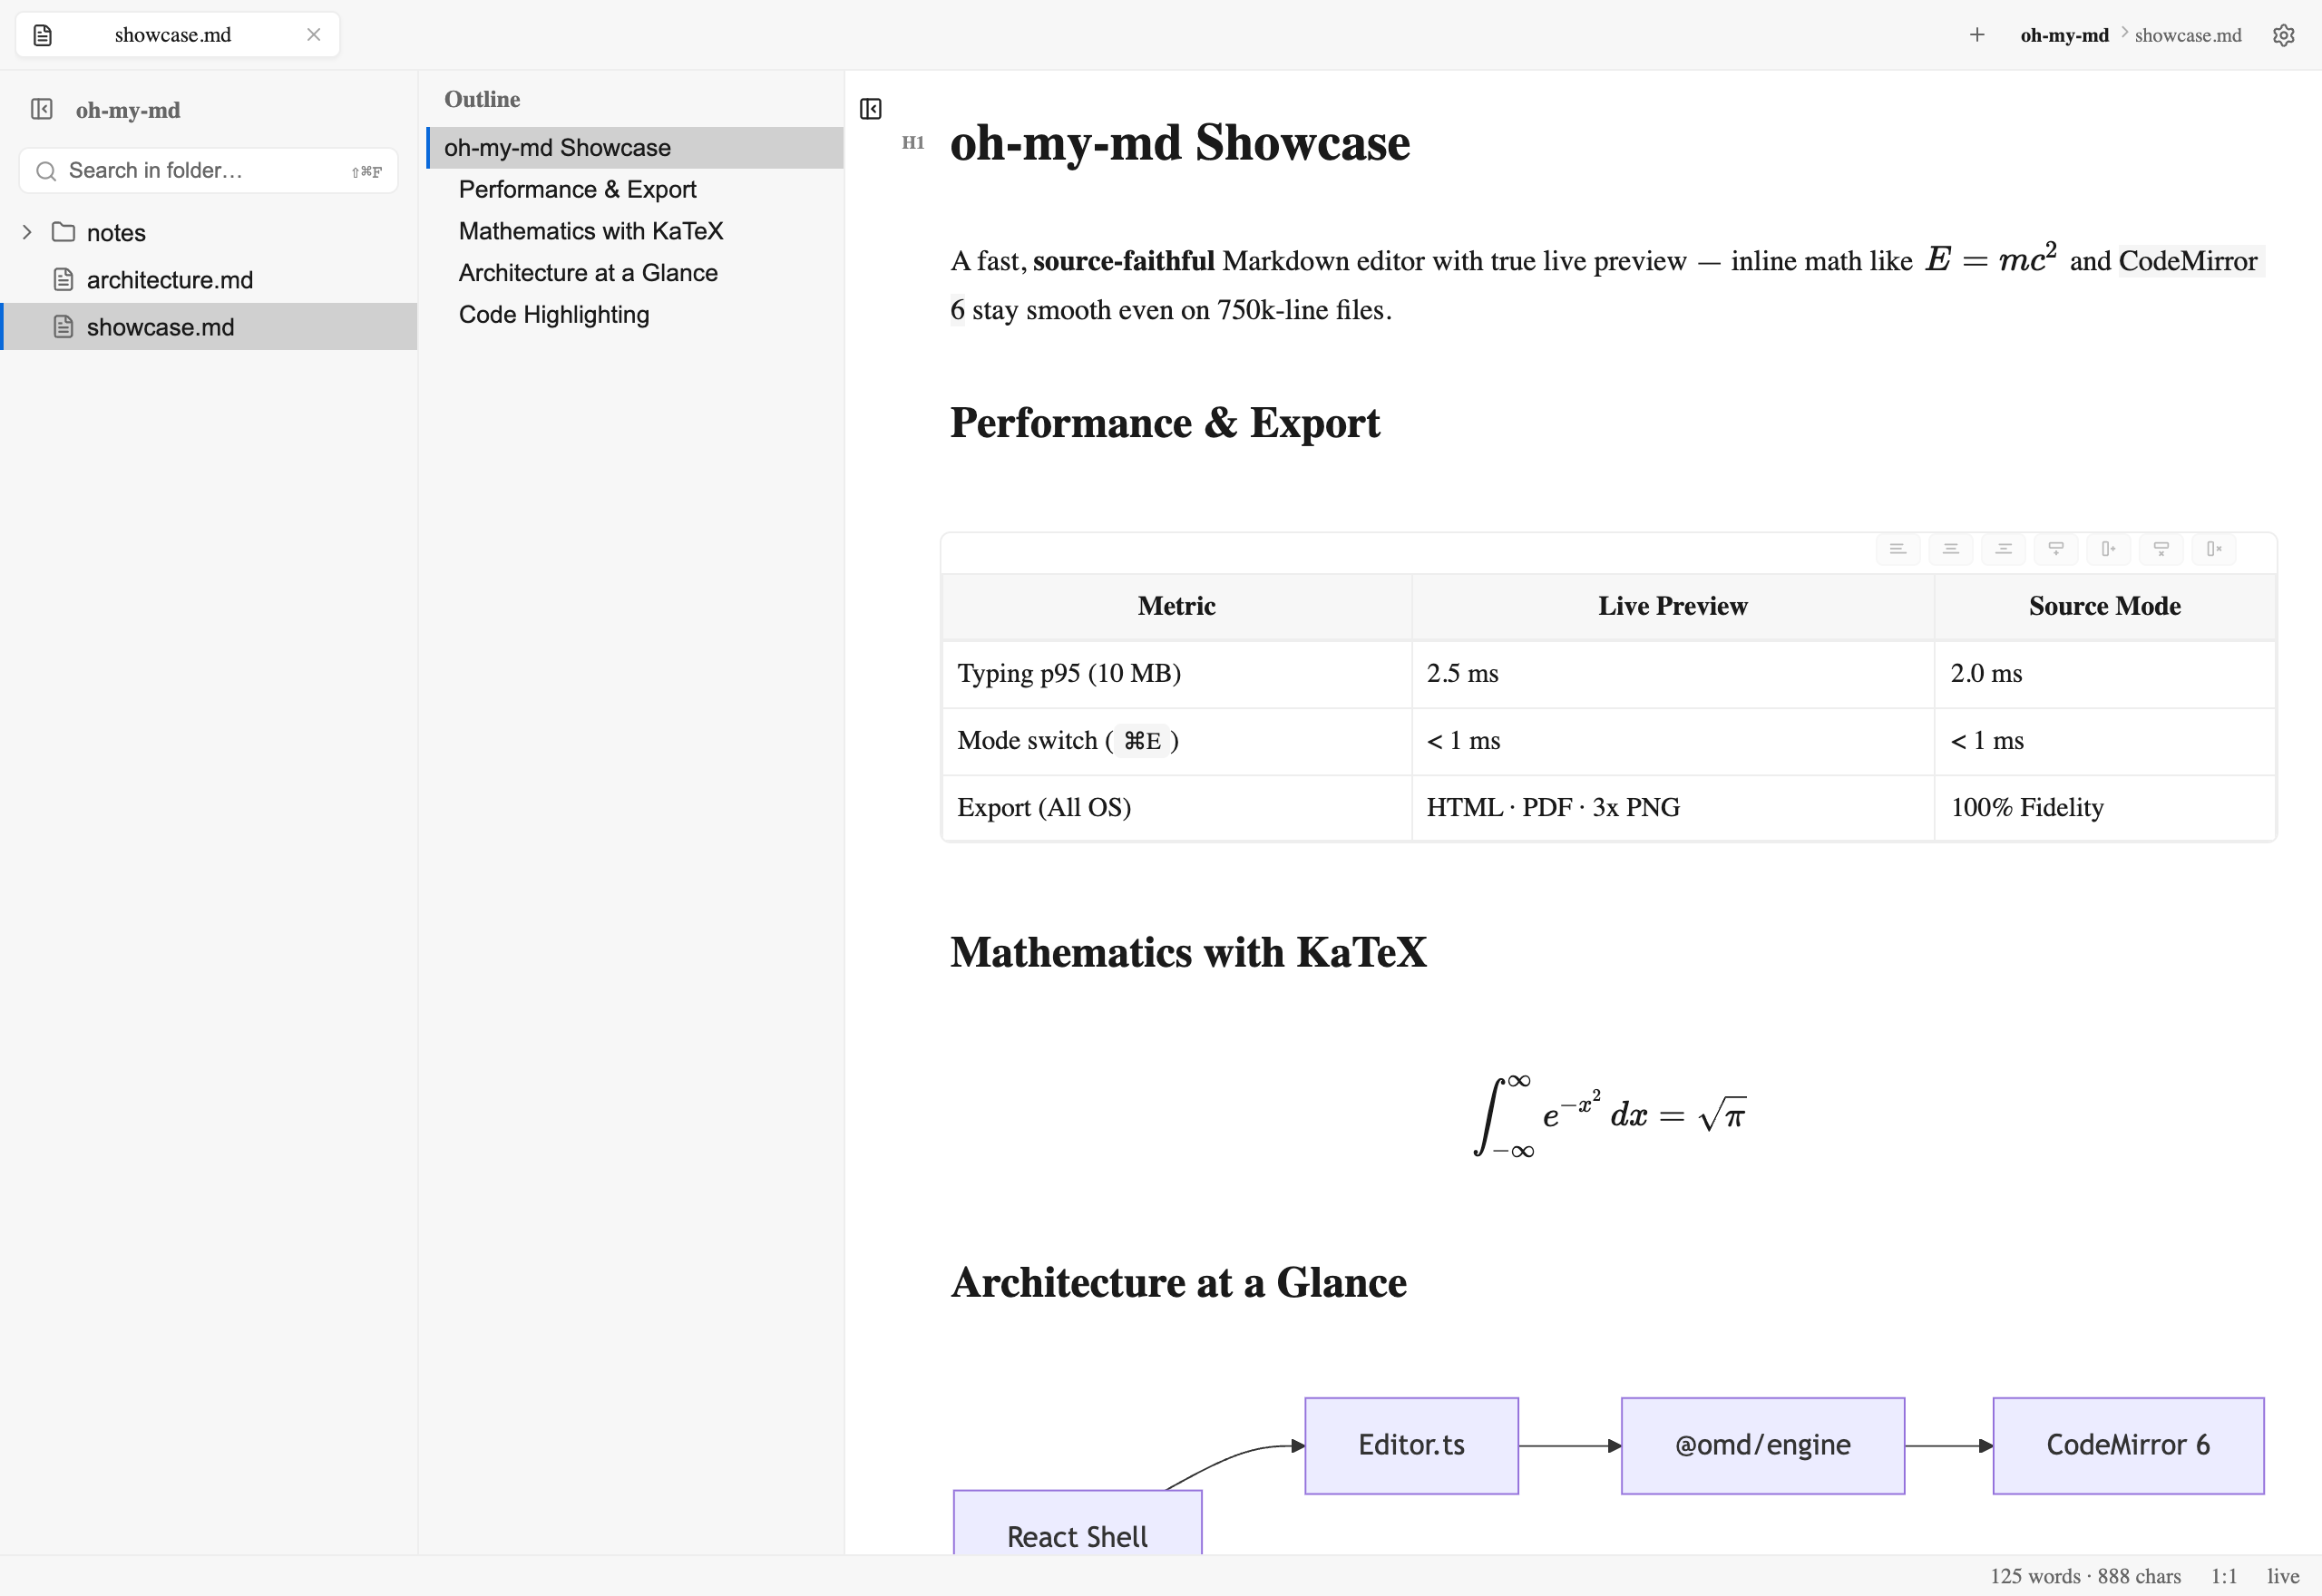 showcase.md
oh-my-md > showcase.md
oh-my-md
Search in folder…
⇧⌘F
notes
architecture.md
showcase.md
Outline
oh-my-md Showcase
Performance & Export
Mathematics with KaTeX
Architecture at a Glance
Code Highlighting
H1
oh-my-md Showcase
A fast, source-faithful Markdown editor with true live preview — inline math like E = mc² and CodeMirror
6 stay smooth even on 750k-line files.
Performance & Export
Metric Live Preview Source Mode
Typing p95 (10 MB) 2.5 ms 2.0 ms
Mode switch ( ⌘E ) < 1 ms < 1 ms
Export (All OS) HTML · PDF · 3x PNG 100% Fidelity
Mathematics with KaTeX
∫_{-∞}^{∞} e^{-x²} dx = √π
Architecture at a Glance
Editor.ts @omd/engine CodeMirror 6
React Shell
125 words · 888 chars 1:1 live